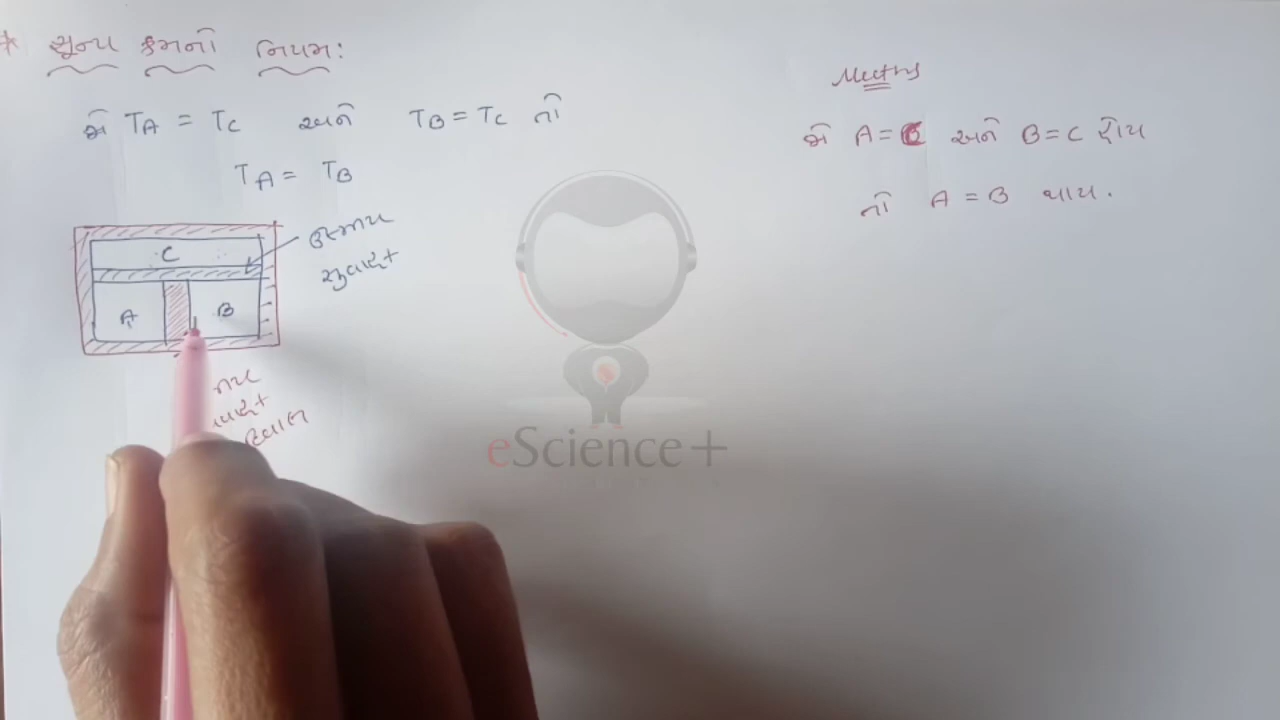 * શુન્ય ક્રમનો નિયમ:
જો TA = TC અને TB = TC તો
TA = TB
C
A
B
ઉષ્મા
સુવાહક
Maths
જો A = C અને B = C હોય
તો A = B થાય.
eScience+